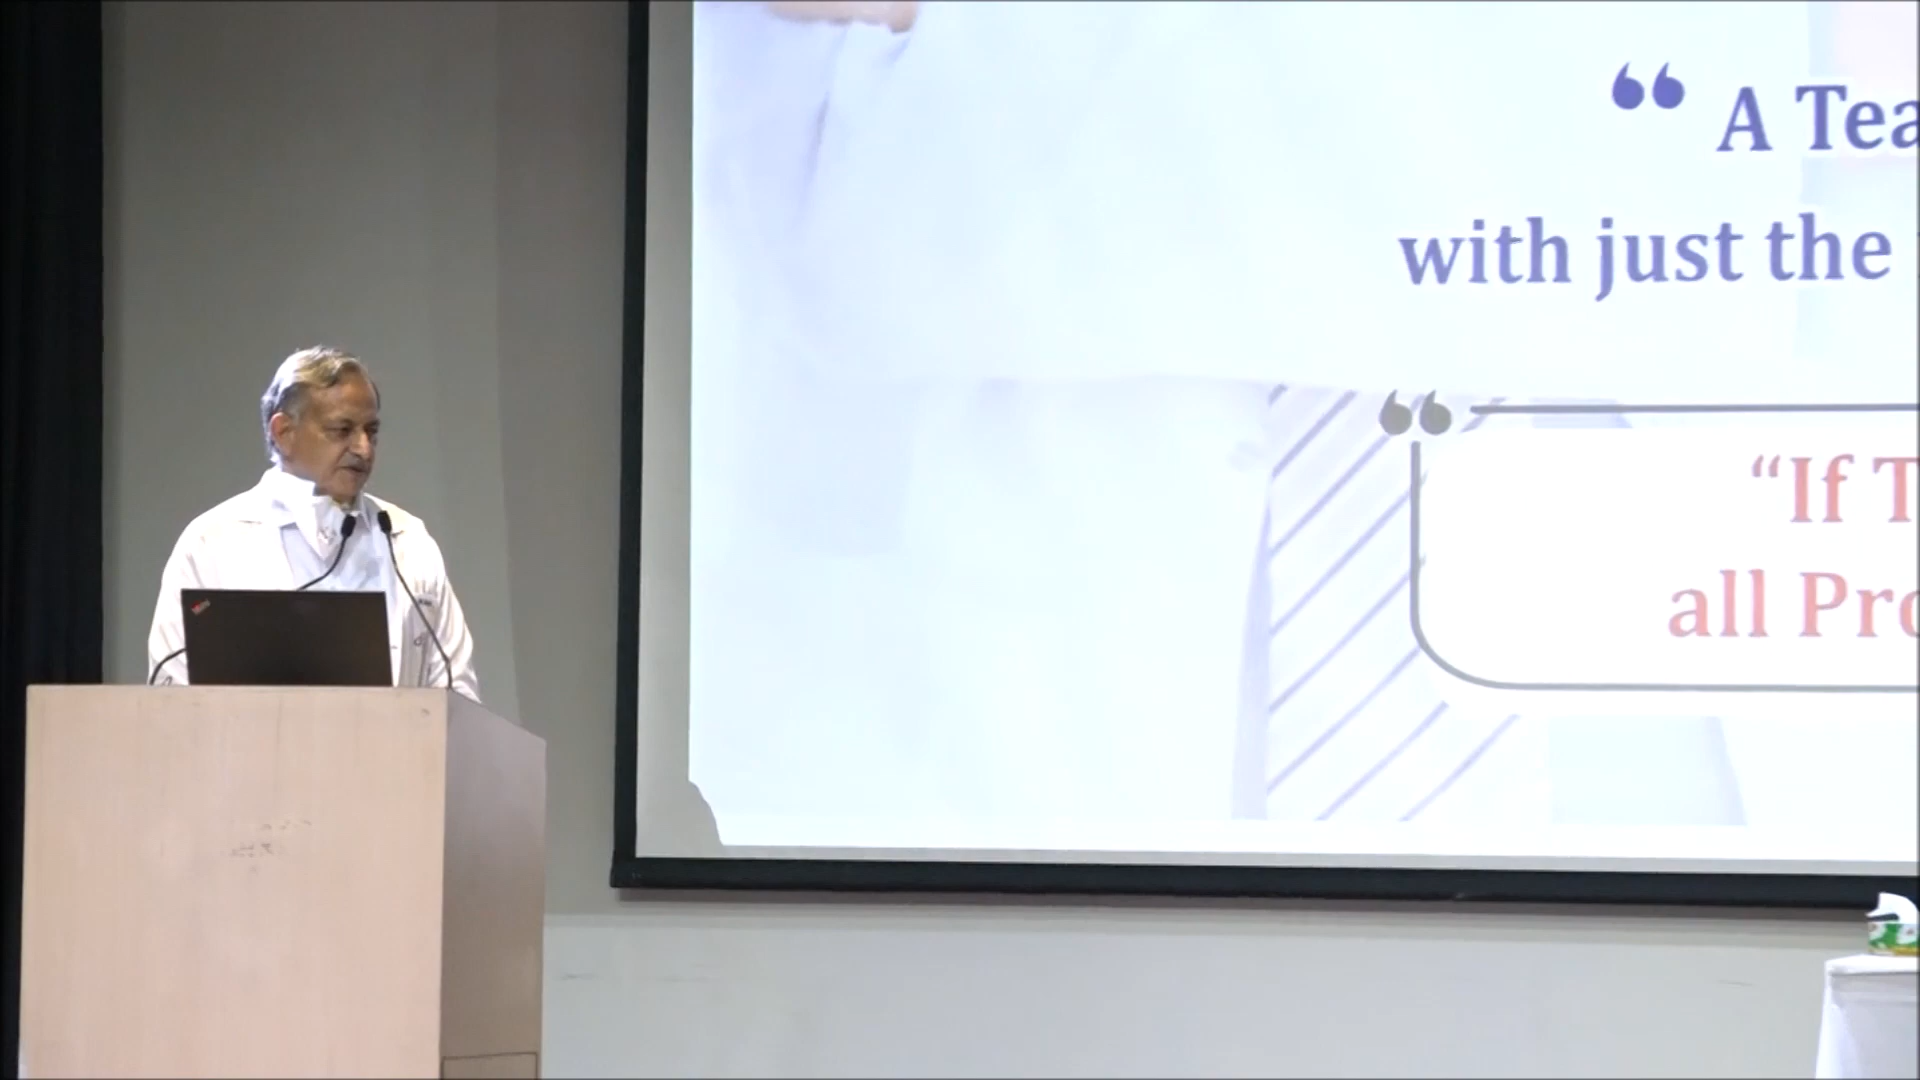 “ A Tea
with just the
“ “If T
all Pro